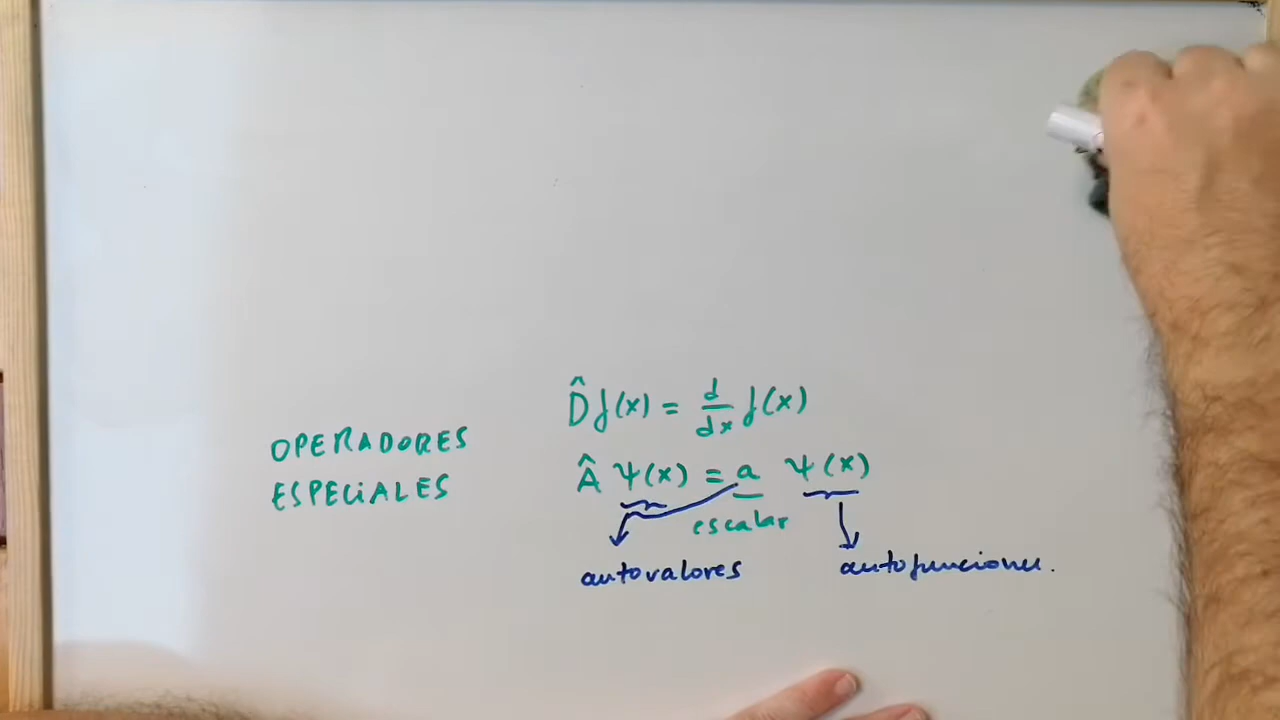 OPERADORES
ESPECiALES
D̂ f(x) = d/dx f(x)
Â ψ(x) = a ψ(x)
escalar
autovalores
autofunciones.